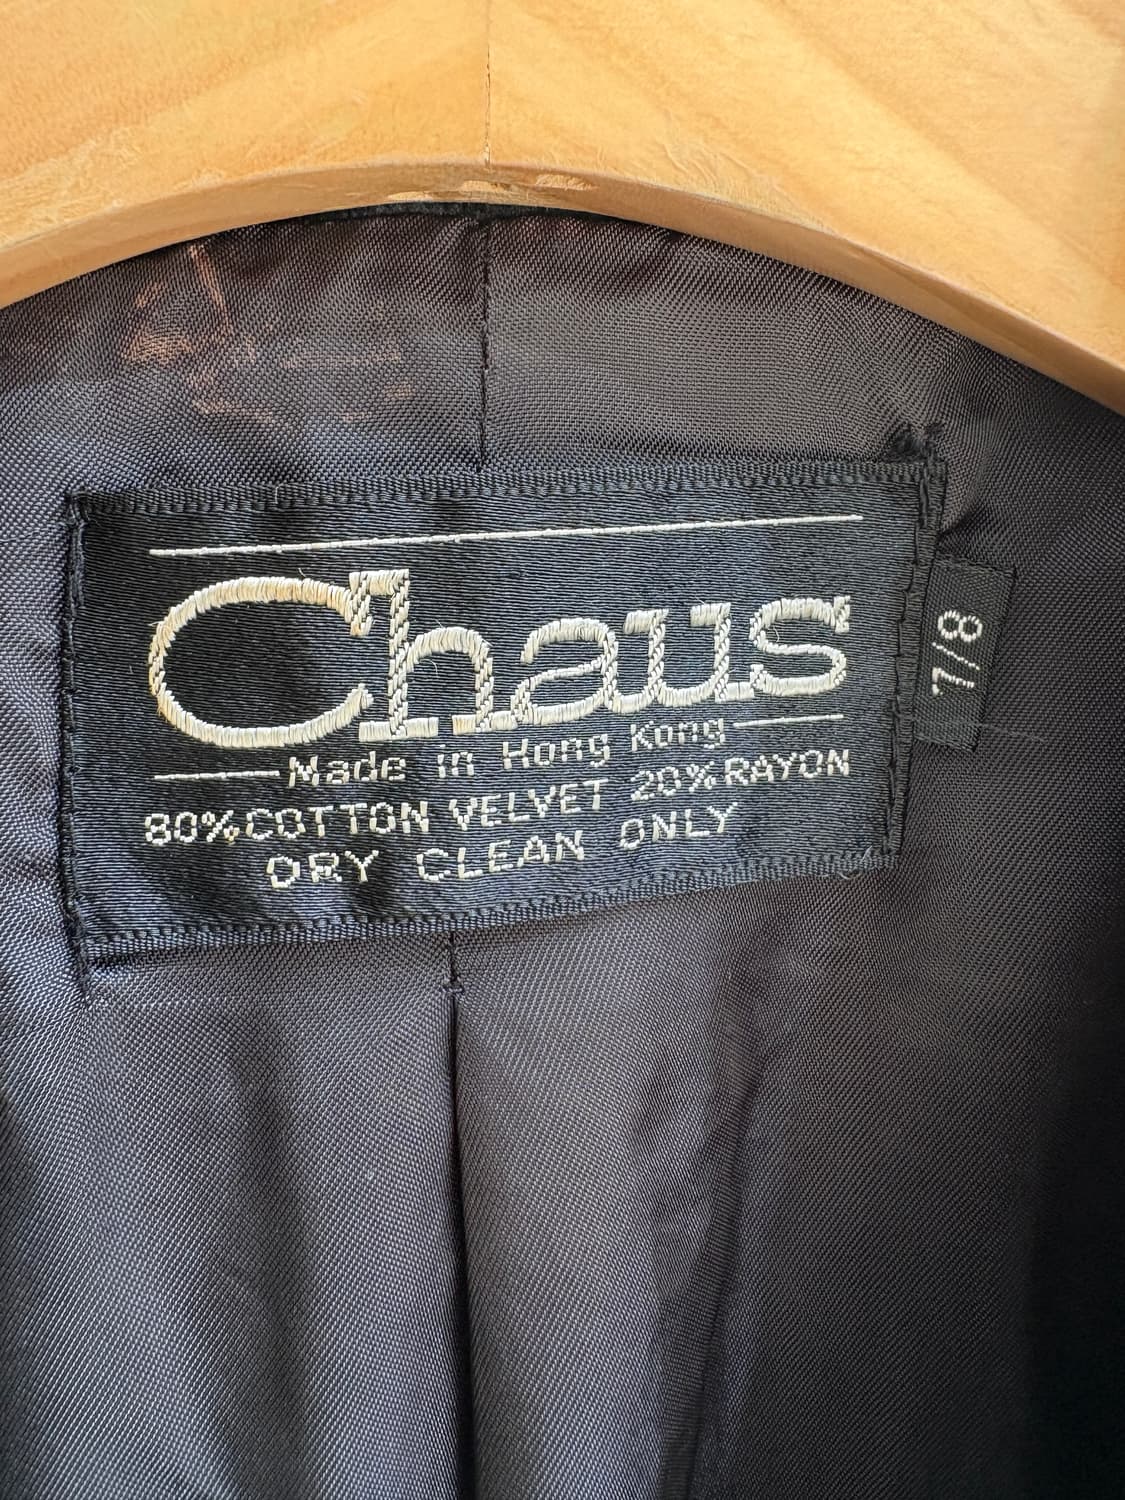 Chaus
Made in Hong Kong
80% COTTON VELVET 20% RAYON
DRY CLEAN ONLY
7/8